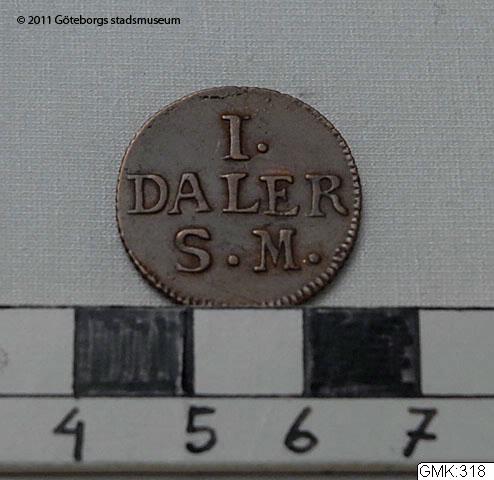 © 2011 Göteborgs stadsmuseum
I.
DALER
S.M.
4 5 6 7
GMK:318